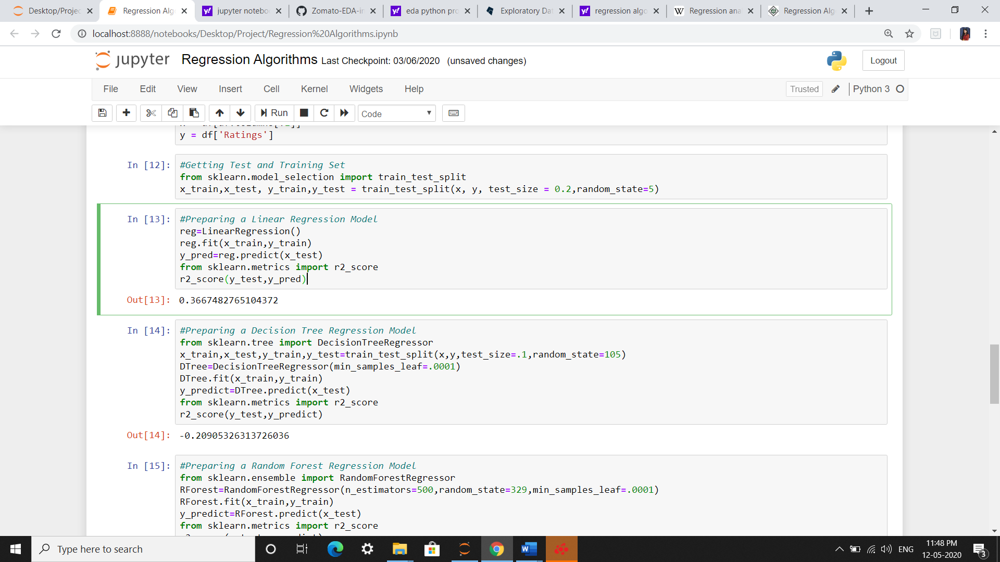 Desktop/Projec
Regression Alg
jupyter notebo
Zomato-EDA-in
eda python pro
Exploratory Da
regression algo
Regression ana
Regression Alg
localhost:8888/notebooks/Desktop/Project/Regression%20Algorithms.ipynb
jupyter Regression Algorithms Last Checkpoint: 03/06/2020 (unsaved changes)
Logout
File Edit View Insert Cell Kernel Widgets Help
Trusted Python 3
Run Code
y = df['Ratings']
In [12]:
#Getting Test and Training Set
from sklearn.model_selection import train_test_split
x_train,x_test, y_train,y_test = train_test_split(x, y, test_size = 0.2,random_state=5)
In [13]:
#Preparing a Linear Regression Model
reg=LinearRegression()
reg.fit(x_train,y_train)
y_pred=reg.predict(x_test)
from sklearn.metrics import r2_score
r2_score(y_test,y_pred)
Out[13]: 0.3667482765104372
In [14]:
#Preparing a Decision Tree Regression Model
from sklearn.tree import DecisionTreeRegressor
x_train,x_test,y_train,y_test=train_test_split(x,y,test_size=.1,random_state=105)
DTree=DecisionTreeRegressor(min_samples_leaf=.0001)
DTree.fit(x_train,y_train)
y_predict=DTree.predict(x_test)
from sklearn.metrics import r2_score
r2_score(y_test,y_predict)
Out[14]: -0.20905326313726036
In [15]:
#Preparing a Random Forest Regression Model
from sklearn.ensemble import RandomForestRegressor
RForest=RandomForestRegressor(n_estimators=500,random_state=329,min_samples_leaf=.0001)
RForest.fit(x_train,y_train)
y_predict=RForest.predict(x_test)
from sklearn.metrics import r2_score
Type here to search
ENG
11:48 PM
12-05-2020
3